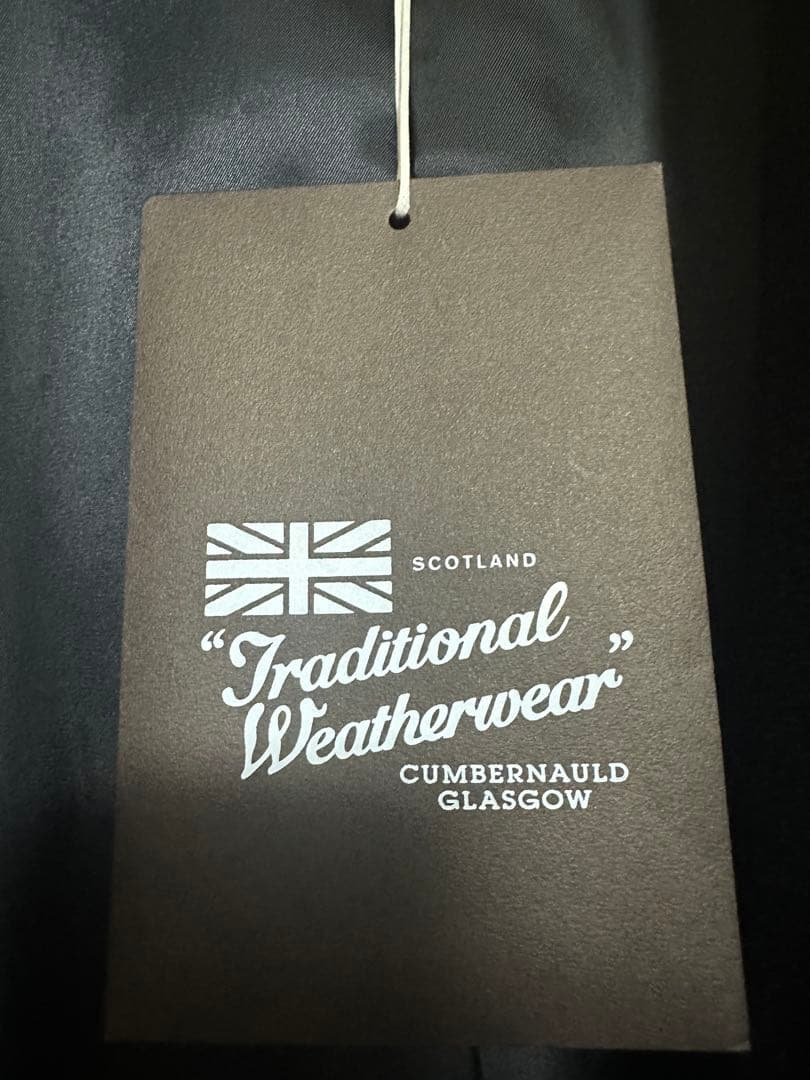 SCOTLAND
“Traditional
Weatherwear”
CUMBERNAULD
GLASGOW